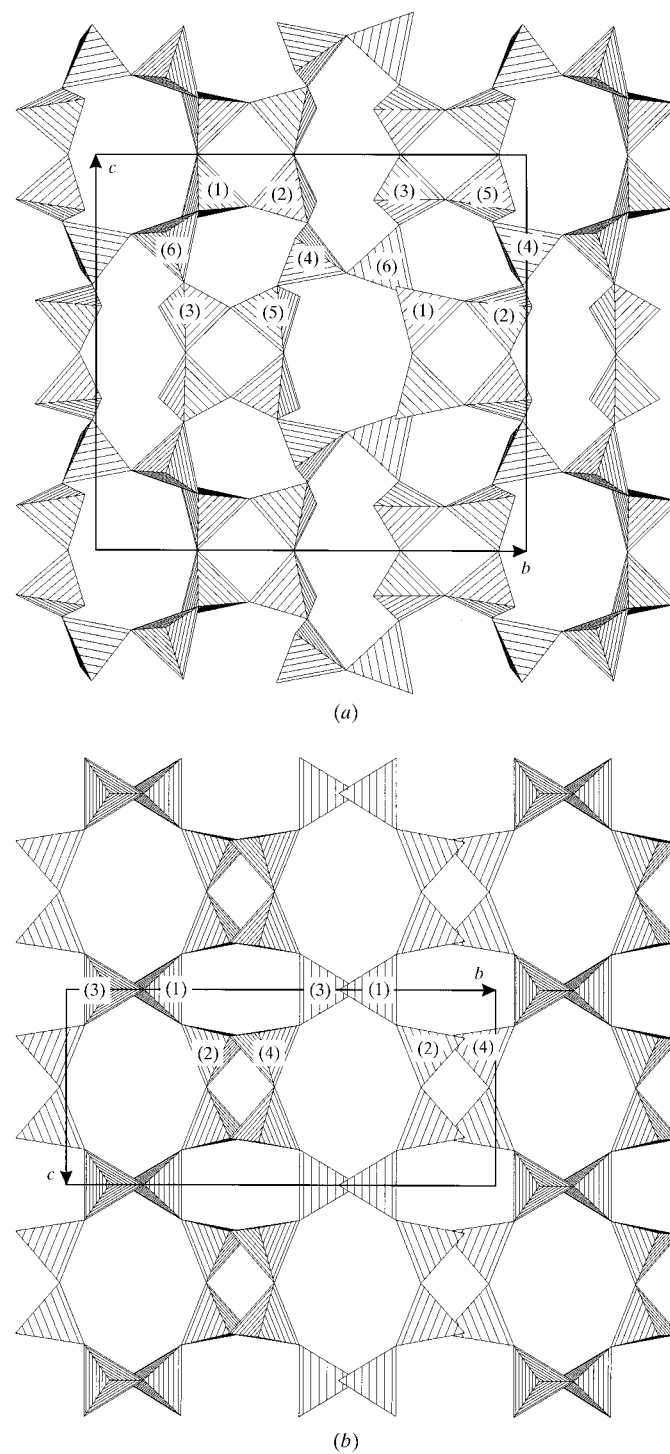 c
(1) (2) (3) (5)
(6) (4) (6) (4)
(3) (5) (1) (2)
b
(a)
b
(3) (1) (3) (1)
(2) (4) (2) (4)
c
(b)